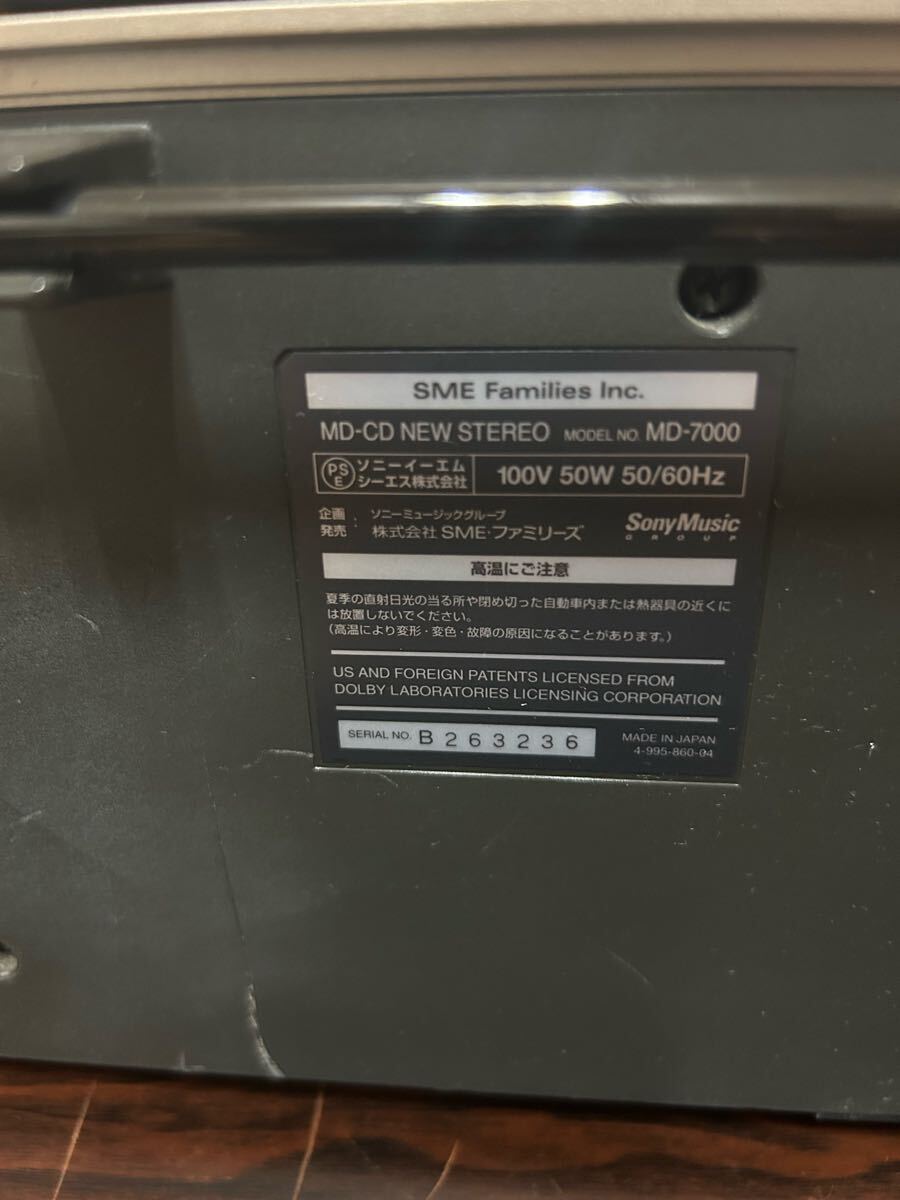 SME Families Inc.
MD-CD NEW STEREO MODEL NO. MD-7000
PSE ソニーイーエム
シーエス株式会社 100V 50W 50/60Hz
企画 : ソニーミュージックグループ
発売 株式会社 SME・ファミリーズ
SonyMusic
GROUP
高温にご注意
夏季の直射日光の当る所や閉め切った自動車内または熱器具の近くに
は放置しないでください。
(高温により変形・変色・故障の原因になることがあります。)
US AND FOREIGN PATENTS LICENSED FROM
DOLBY LABORATORIES LICENSING CORPORATION
SERIAL NO. B263236
MADE IN JAPAN
4-995-860-04